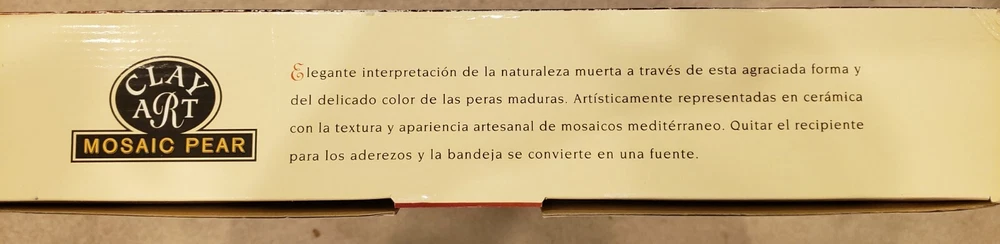 CLAY
ART
MOSAIC PEAR
Elegante interpretación de la naturaleza muerta a través de esta agraciada forma y
del delicado color de las peras maduras. Artísticamente representadas en cerámica
con la textura y apariencia artesanal de mosaicos meditérraneo. Quitar el recipiente
para los aderezos y la bandeja se convierte en una fuente.